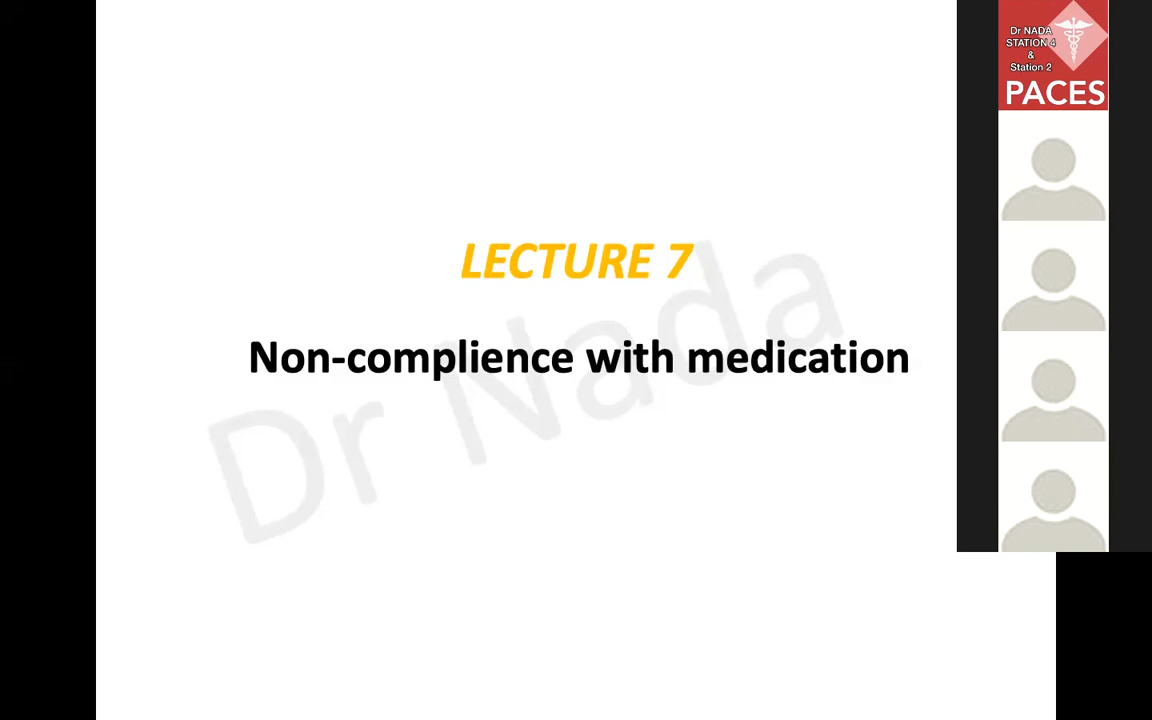 LECTURE 7
Non-complience with medication
Dr Nada
Dr NADA
STATION 4
&
Station 2
PACES